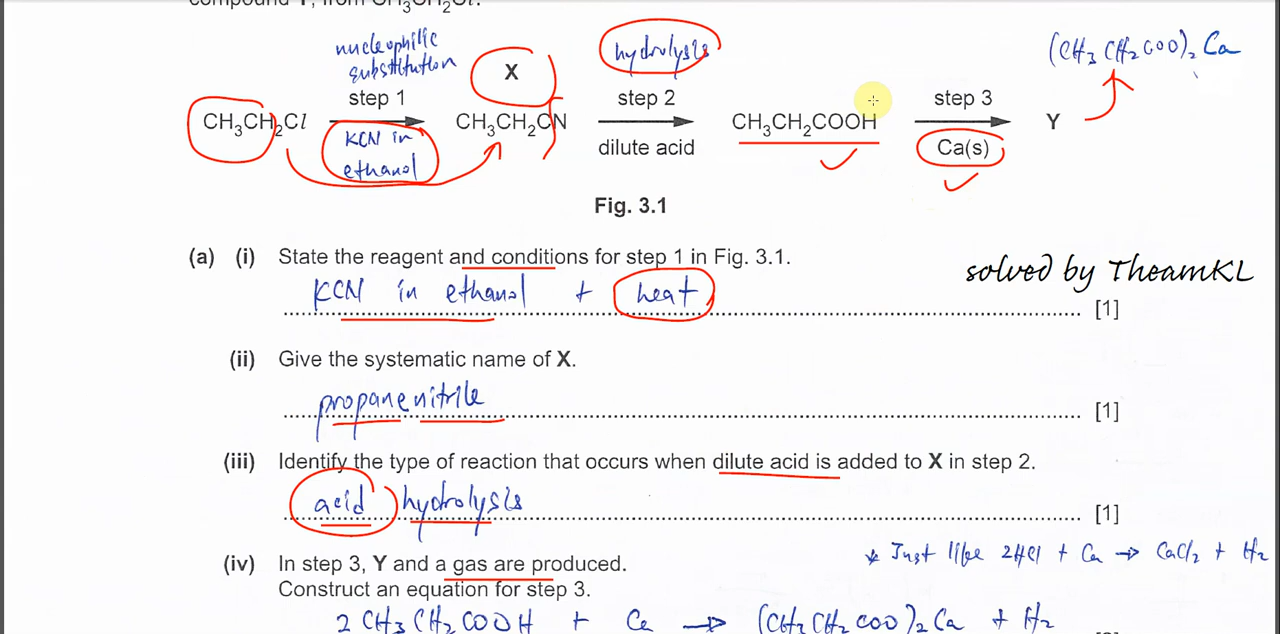 compound Y, from CH3CH2Cl.
nucleophilic
substitution
X
hydrolysis
(CH3CH2COO)2Ca
step 1
step 2
step 3
CH3CH2Cl
CH3CH2CN
CH3CH2COOH
Y
KCN in
ethanol
dilute acid
Ca(s)
Fig. 3.1
(a) (i) State the reagent and conditions for step 1 in Fig. 3.1.
solved by TheamKL
KCN in ethanol + heat
[1]
(ii) Give the systematic name of X.
propanenitrile
[1]
(iii) Identify the type of reaction that occurs when dilute acid is added to X in step 2.
acid hydrolysis
[1]
* Just like 2HCl + Ca → CaCl2 + H2
(iv) In step 3, Y and a gas are produced.
Construct an equation for step 3.
2 CH3CH2COOH + Ca → (CH3CH2COO)2Ca + H2